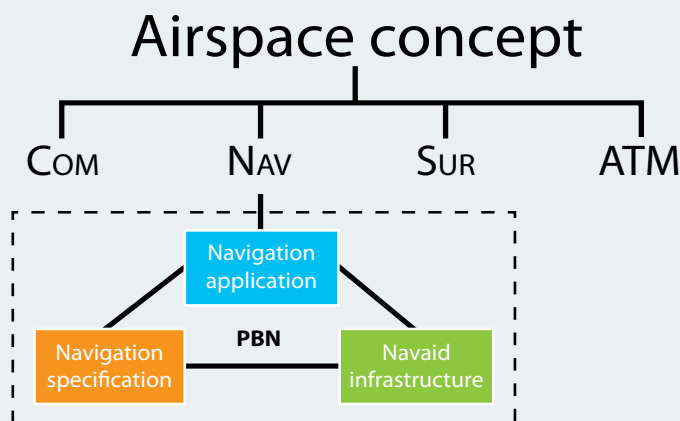 Airspace concept
COM NAV SUR ATM
Navigation
application
PBN
Navigation
specification
Navaid
infrastructure